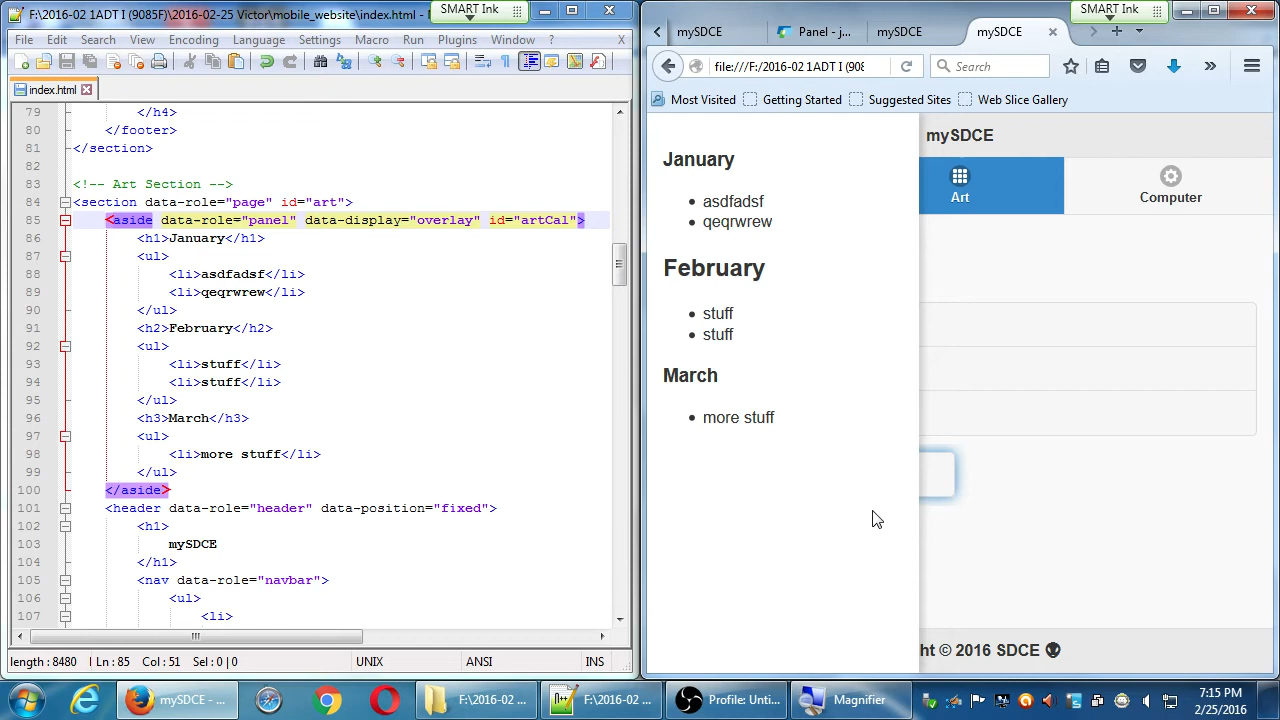 F:\2016-02 1ADT I (9085F)\2016-02-25 Victor\mobile_website\index.html - N
SMART Ink
File Edit Search View Encoding Language Settings Macro Run Plugins Window ? X
index.html
79 </h4>
80 </footer>
81 </section>
82
83 <!-- Art Section -->
84 <section data-role="page" id="art">
85 <aside data-role="panel" data-display="overlay" id="artCal">
86 <h1>January</h1>
87 <ul>
88 <li>asdfadsf</li>
89 <li>qeqrwrew</li>
90 </ul>
91 <h2>February</h2>
92 <ul>
93 <li>stuff</li>
94 <li>stuff</li>
95 </ul>
96 <h3>March</h3>
97 <ul>
98 <li>more stuff</li>
99 </ul>
100 </aside>
101 <header data-role="header" data-position="fixed">
102 <h1>
103 mySDCE
104 </h1>
105 <nav data-role="navbar">
106 <ul>
107 <li>
length : 8480 Ln : 85 Col : 51 Sel : 0 | 0 UNIX ANSI INS
SMART Ink
mySDCE Panel - j... mySDCE mySDCE
file:///F:/2016-02 1ADT I (908 Search
Most Visited Getting Started Suggested Sites Web Slice Gallery
mySDCE
Art Computer
January
asdfadsf
qeqrwrew
February
stuff
stuff
March
more stuff
ht © 2016 SDCE
mySDCE - ... F:\2016-02 ... F:\2016-02 ... Profile: Unti... Magnifier
7:15 PM
2/25/2016